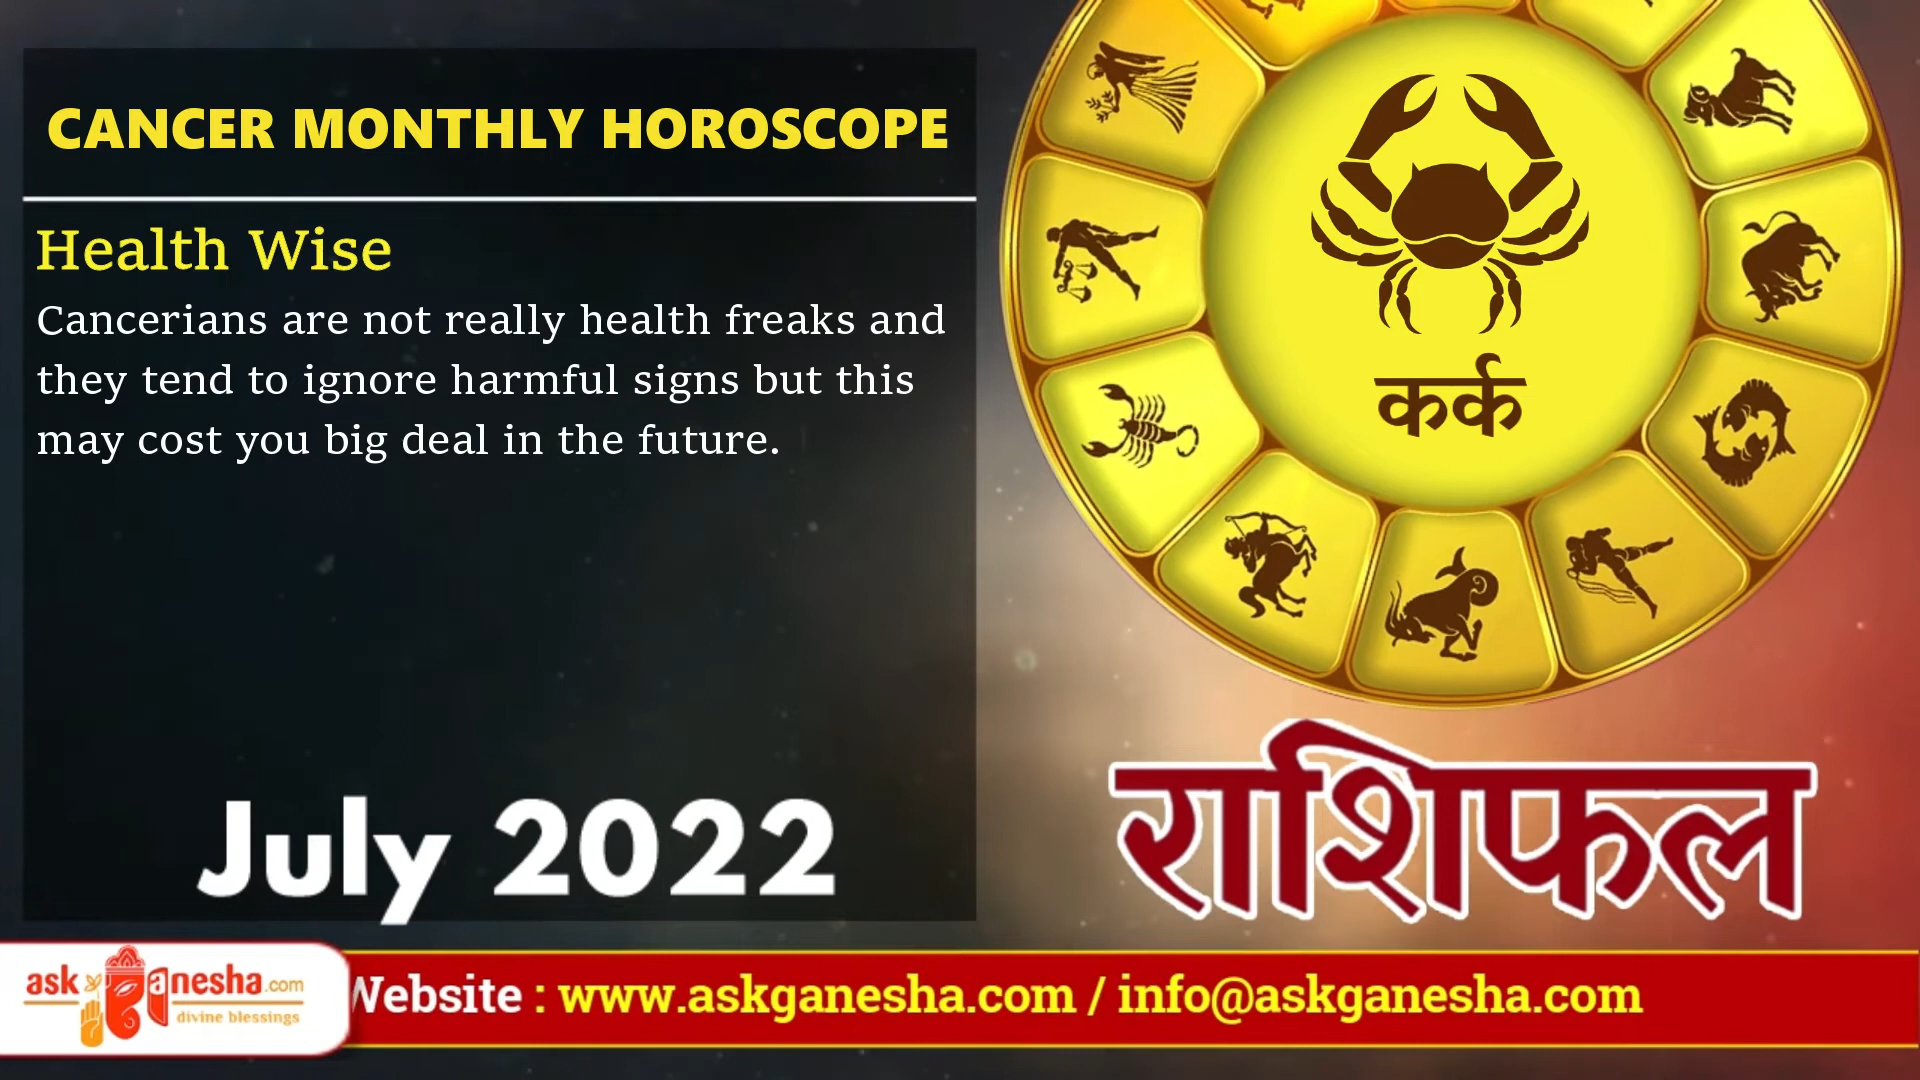 CANCER MONTHLY HOROSCOPE
Health Wise
Cancerians are not really health freaks and
they tend to ignore harmful signs but this
may cost you big deal in the future.
July 2022
कर्क
राशिफल
ask Ganesha.com
divine blessings
Website : www.askganesha.com / info@askganesha.com